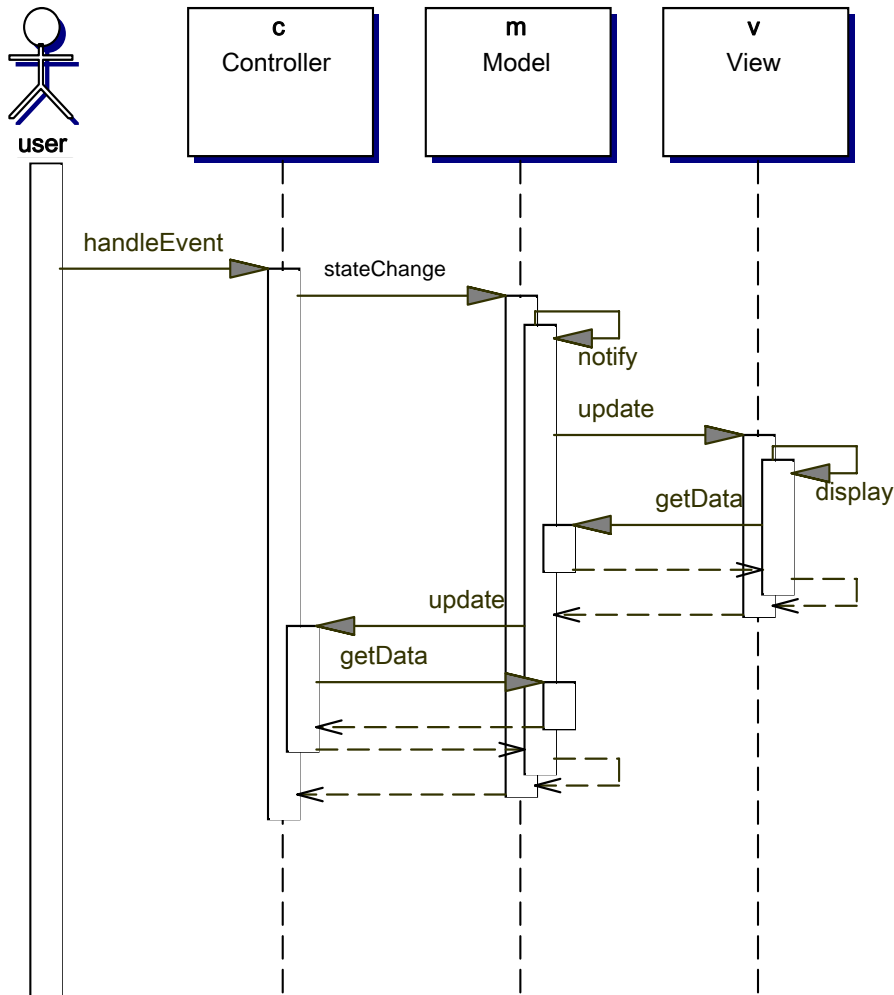 c
Controller
m
Model
v
View
user
handleEvent
stateChange
notify
update
display
getData
update
getData